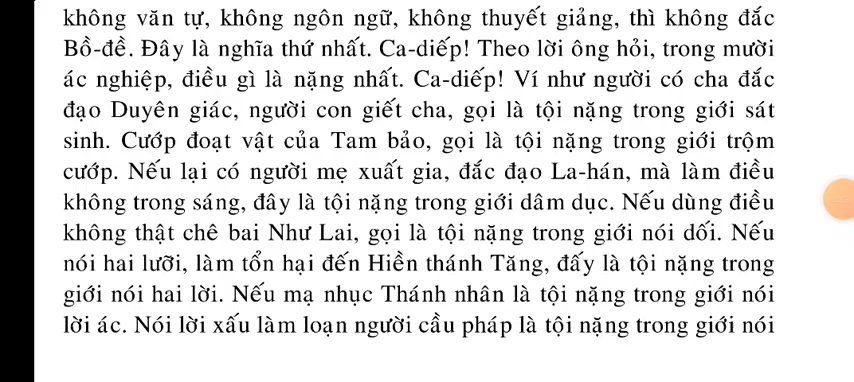 không văn tự, không ngôn ngữ, không thuyết giảng, thì không đắc
Bồ-đề. Đây là nghĩa thứ nhất. Ca-diếp! Theo lời ông hỏi, trong mười
ác nghiệp, điều gì là nặng nhất. Ca-diếp! Ví như người có cha đắc
đạo Duyên giác, người con giết cha, gọi là tội nặng trong giới sát
sinh. Cướp đoạt vật của Tam bảo, gọi là tội nặng trong giới trộm
cướp. Nếu lại có người mẹ xuất gia, đắc đạo La-hán, mà làm điều
không trong sáng, đây là tội nặng trong giới dâm dục. Nếu dùng điều
không thật chê bai Như Lai, gọi là tội nặng trong giới nói dối. Nếu
nói hai lưỡi, làm tổn hại đến Hiền thánh Tăng, đấy là tội nặng trong
giới nói hai lời. Nếu mạ nhục Thánh nhân là tội nặng trong giới nói
lời ác. Nói lời xấu làm loạn người cầu pháp là tội nặng trong giới nói